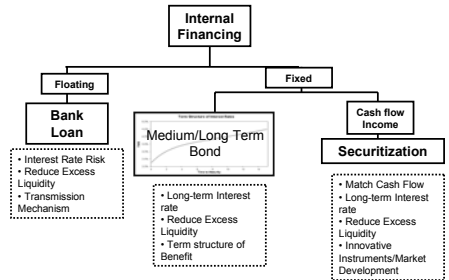 Internal
Financing
Floating
Fixed
Bank
Loan
Medium/Long Term
Bond
Cash flow
Income
Securitization
• Interest Rate Risk
• Reduce Excess
Liquidity
• Transmission
Mechanism
• Long-term Interest
rate
• Reduce Excess
Liquidity
• Term structure of
Benefit
• Match Cash Flow
• Long-term Interest
rate
• Reduce Excess
Liquidity
• Innovative
Instruments/Market
Development